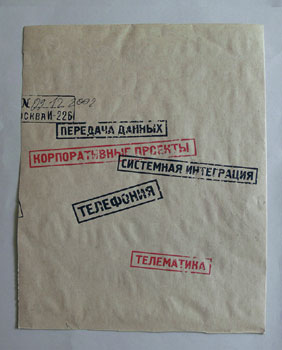 № 02.12.2002
ОСКВА И-226
ПЕРЕДАЧА ДАННЫХ
КОРПОРАТИВНЫЕ ПРОЕКТЫ
СИСТЕМНАЯ ИНТЕГРАЦИЯ
ТЕЛЕФОНИЯ
ТЕЛЕМАТИКА